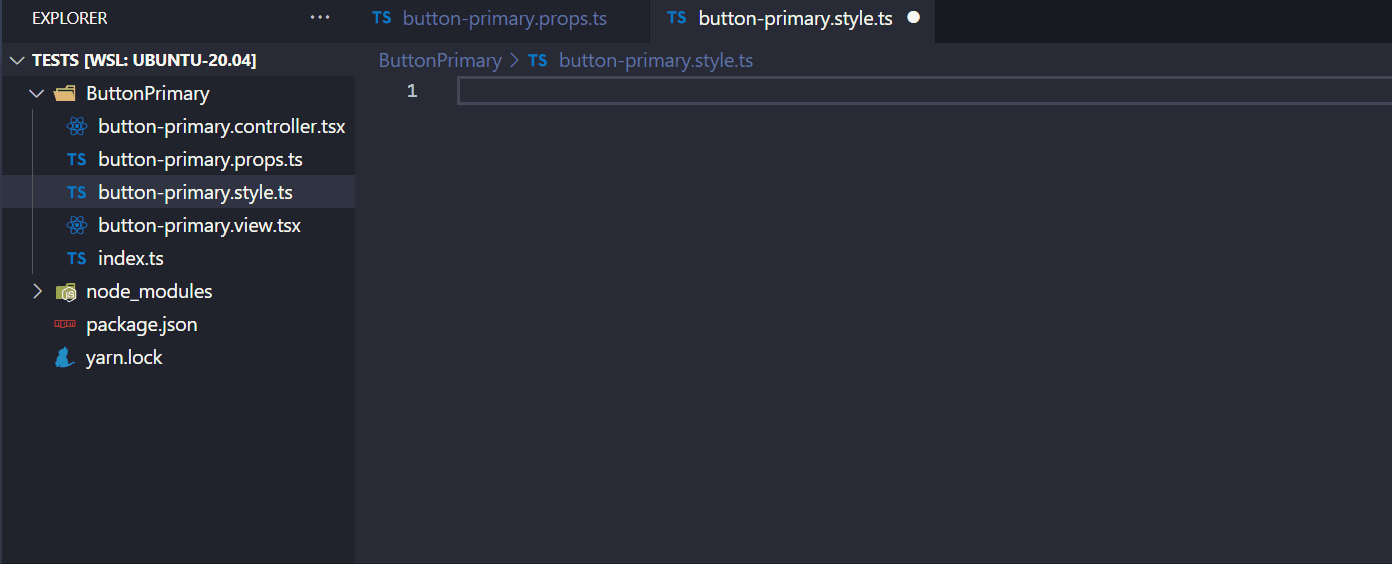 EXPLORER ...
TS button-primary.props.ts
TS button-primary.style.ts
TESTS [WSL: UBUNTU-20.04]
ButtonPrimary > TS button-primary.style.ts
ButtonPrimary
1
button-primary.controller.tsx
TS button-primary.props.ts
TS button-primary.style.ts
button-primary.view.tsx
TS index.ts
JS node_modules
npm package.json
yarn.lock